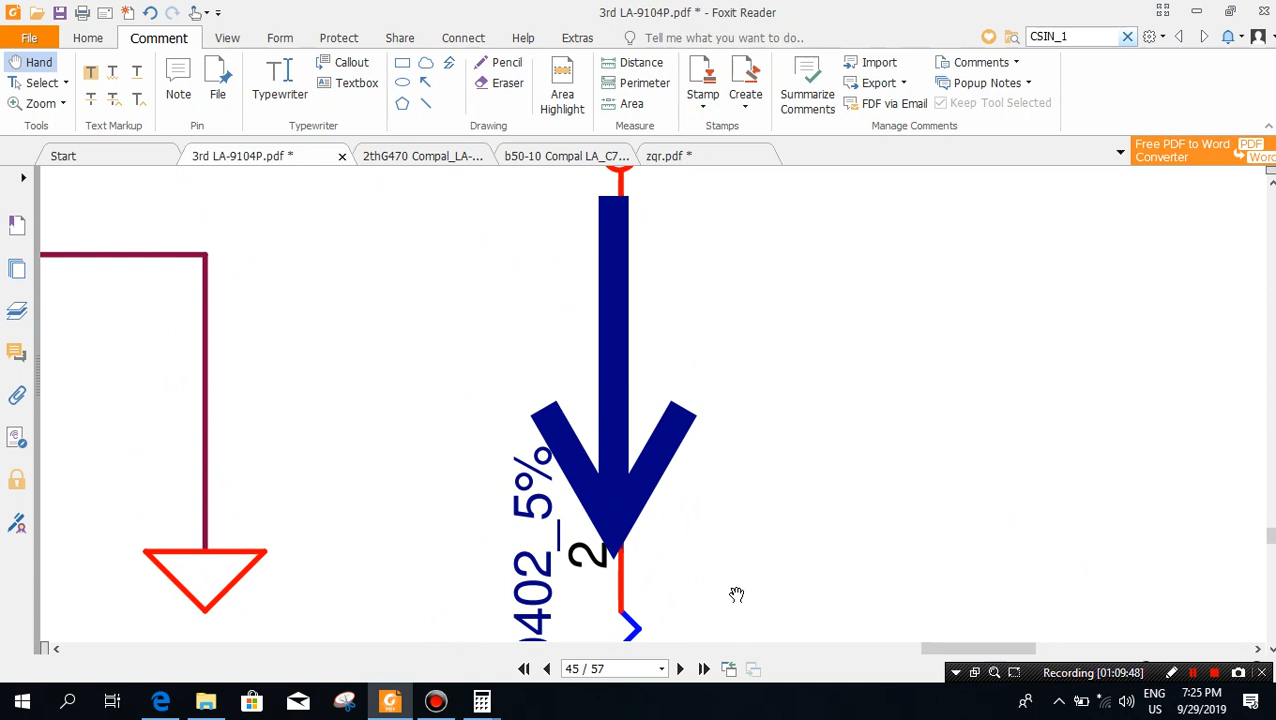 3rd LA-9104P.pdf * - Foxit Reader
File
Home
Comment
View
Form
Protect
Share
Connect
Help
Extras
Tell me what you want to do..
CSIN_1
Hand
Select
Zoom
Tools
Text Markup
Note
File
Pin
Typewriter
Callout
Textbox
Typewriter
Pencil
Eraser
Drawing
Area
Highlight
Distance
Perimeter
Area
Measure
Stamp
Create
Stamps
Summarize
Comments
Import
Export
FDF via Email
Comments
Popup Notes
Keep Tool Selected
Manage Comments
Start
3rd LA-9104P.pdf *
2thG470 Compal_LA-...
b50-10 Compal LA_C7...
zqr.pdf *
Free PDF to Word
Converter
PDF
Word
0402_5%
2
45 / 57
Recording [01:09:48]
ENG
US
7:25 PM
9/29/2019